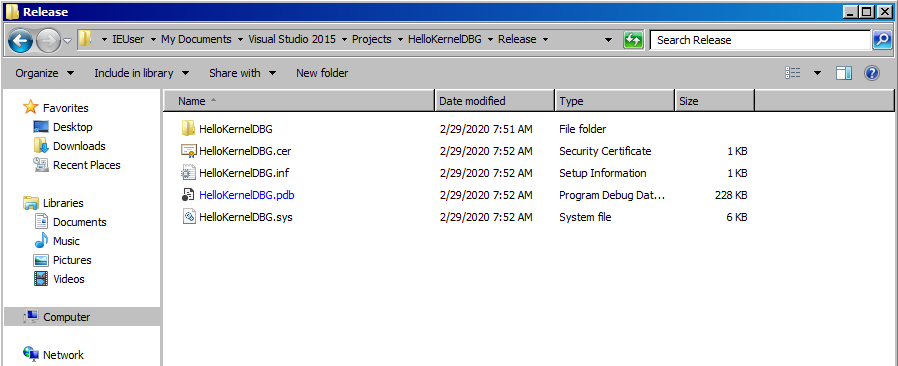 Release
IEUser ▸ My Documents ▸ Visual Studio 2015 ▸ Projects ▸ HelloKernelDBG ▸ Release ▸ Search Release
Organize Include in library Share with New folder
Name Date modified Type Size
Favorites
Desktop
Downloads
Recent Places
Libraries
Documents
Music
Pictures
Videos
Computer
Network
HelloKernelDBG 2/29/2020 7:51 AM File folder
HelloKernelDBG.cer 2/29/2020 7:52 AM Security Certificate 1 KB
HelloKernelDBG.inf 2/29/2020 7:52 AM Setup Information 1 KB
HelloKernelDBG.pdb 2/29/2020 7:52 AM Program Debug Dat... 228 KB
HelloKernelDBG.sys 2/29/2020 7:52 AM System file 6 KB